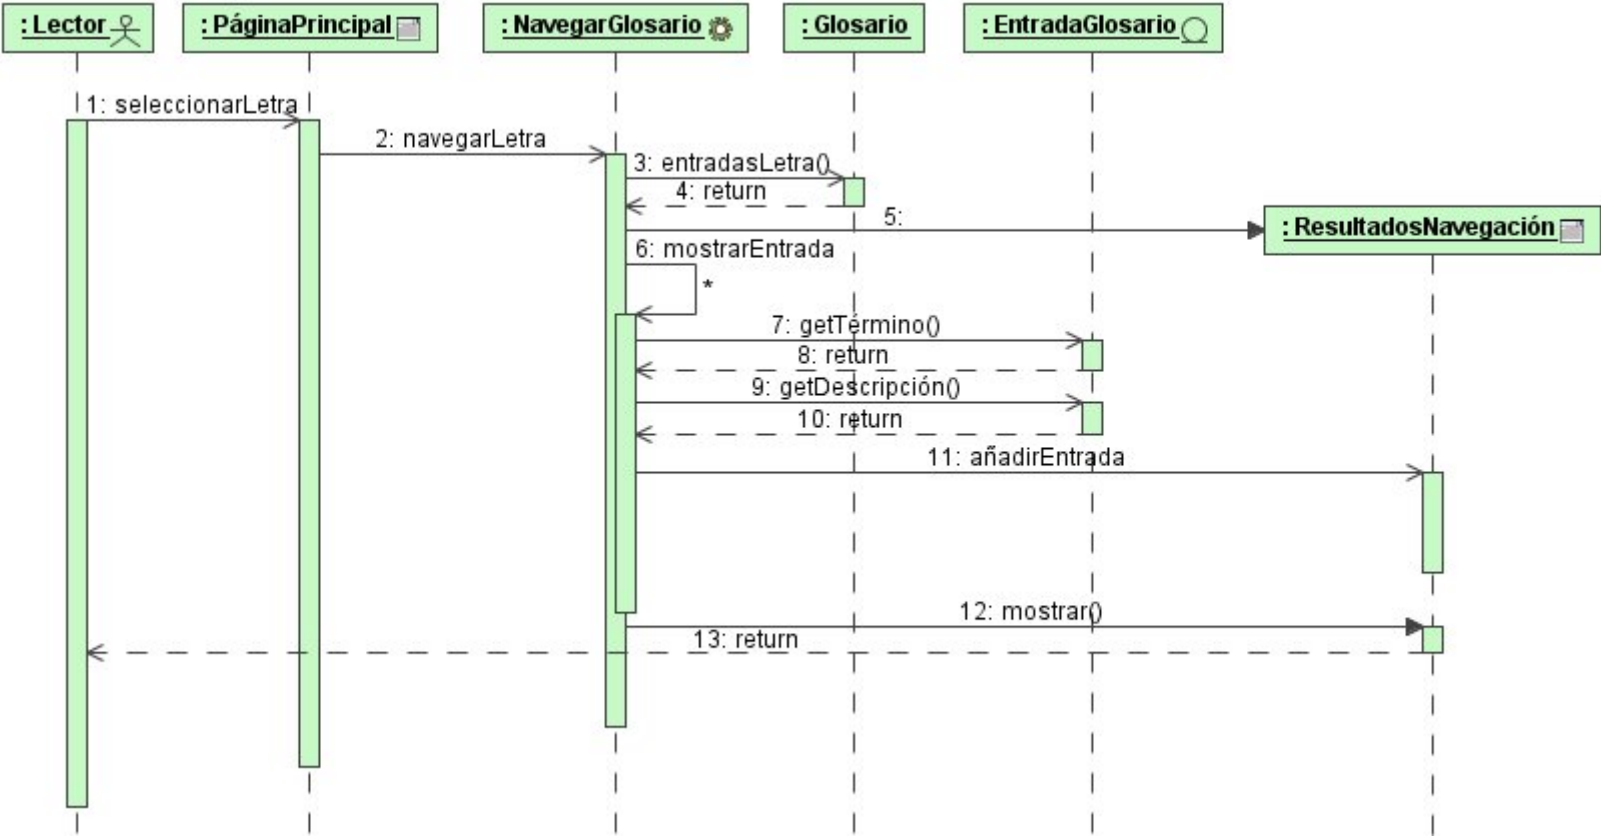 : Lector
: PáginaPrincipal
: NavegarGlosario
: Glosario
: EntradaGlosario
1: seleccionarLetra
2: navegarLetra
3: entradasLetra()
4: return
5:
: ResultadosNavegación
6: mostrarEntrada
*
7: getTérmino()
8: return
9: getDescripción()
10: return
11: añadirEntrada
12: mostrar()
13: return